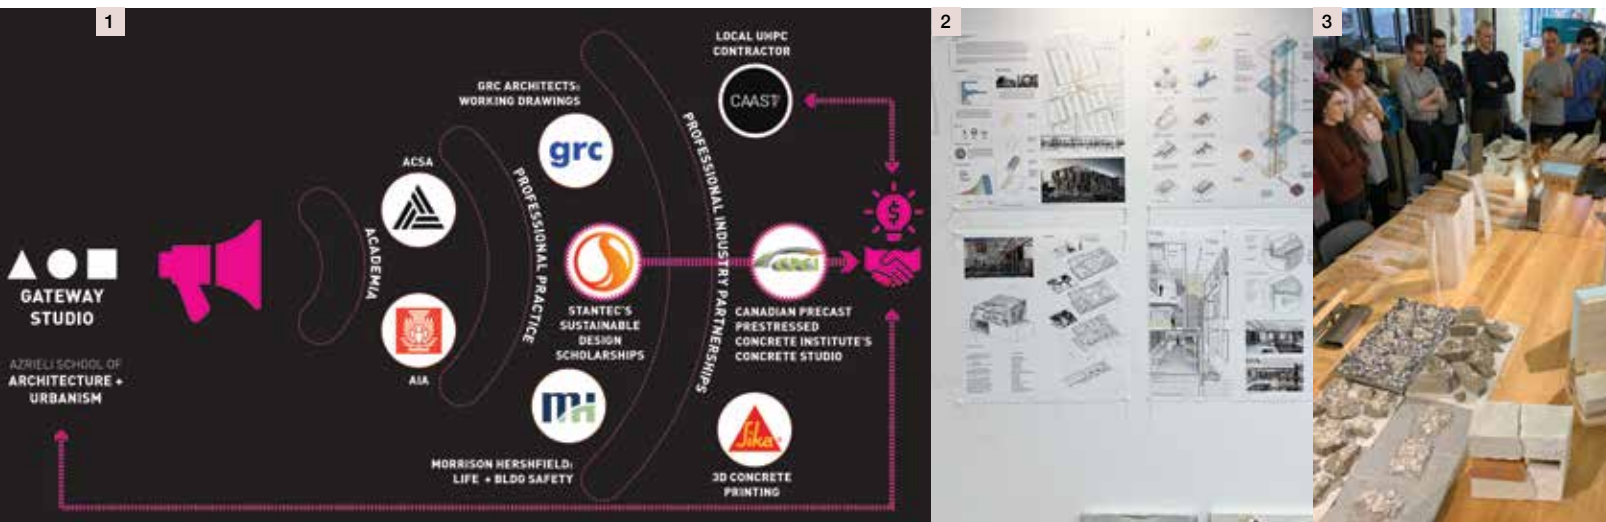 1
GATEWAY
STUDIO
AZRIELI SCHOOL OF
ARCHITECTURE +
URBANISM
ACADEMIA
ACSA
AIA
PROFESSIONAL PRACTICE
GRC ARCHITECTS:
WORKING DRAWINGS
grc
STANTEC'S
SUSTAINABLE
DESIGN
SCHOLARSHIPS
MH
MORRISON HERSHFIELD:
LIFE + BLDG SAFETY
PROFESSIONAL INDUSTRY PARTNERSHIPS
LOCAL UHPC
CONTRACTOR
CAAST
CANADIAN PRECAST
PRESTRESSED
CONCRETE INSTITUTE'S
CONCRETE STUDIO
Sika
3D CONCRETE
PRINTING
$
2
3